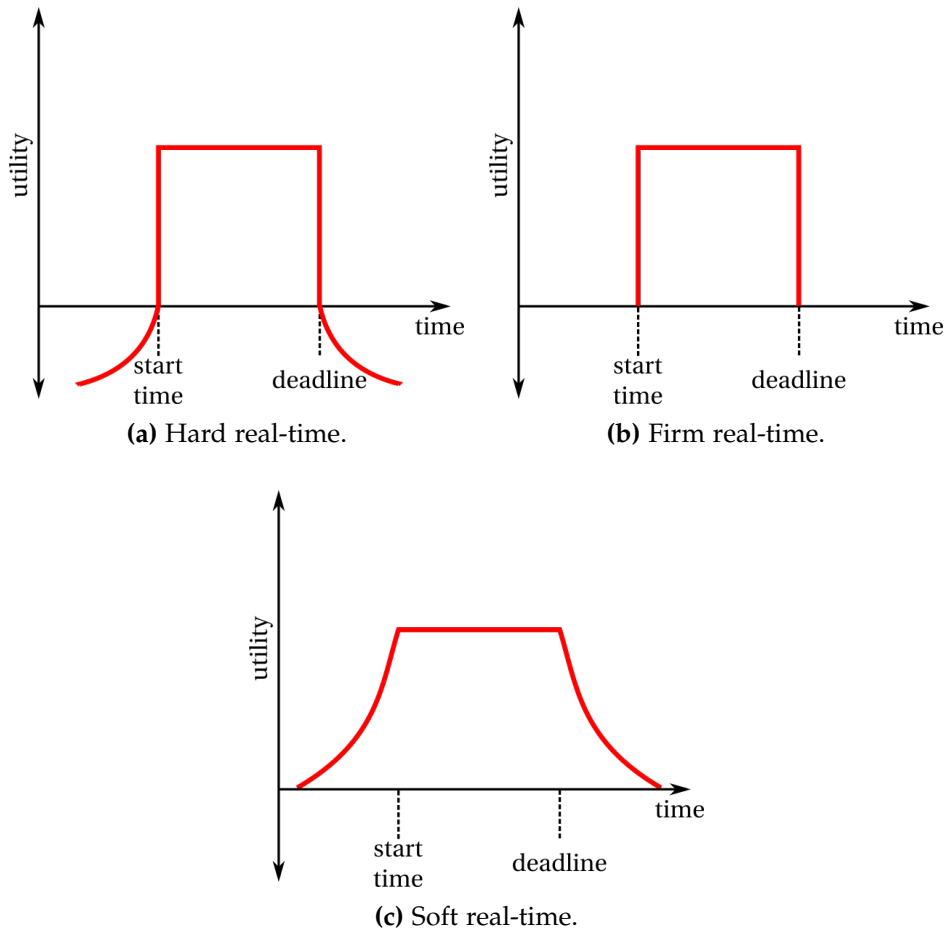 utility
time
start
time
deadline
(a) Hard real-time.
utility
time
start
time
deadline
(b) Firm real-time.
utility
time
start
time
deadline
(c) Soft real-time.